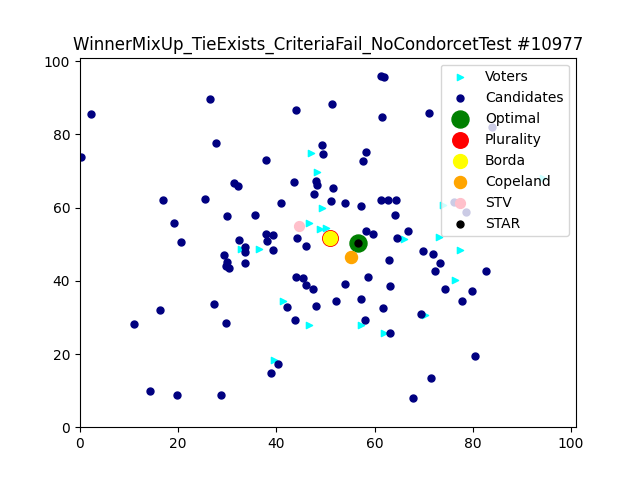 WinnerMixUp_TieExists_CriteriaFail_NoCondorcetTest #10977
100
80
60
40
20
0
0
20
40
60
80
100
Voters
Candidates
Optimal
Plurality
Borda
Copeland
STV
STAR